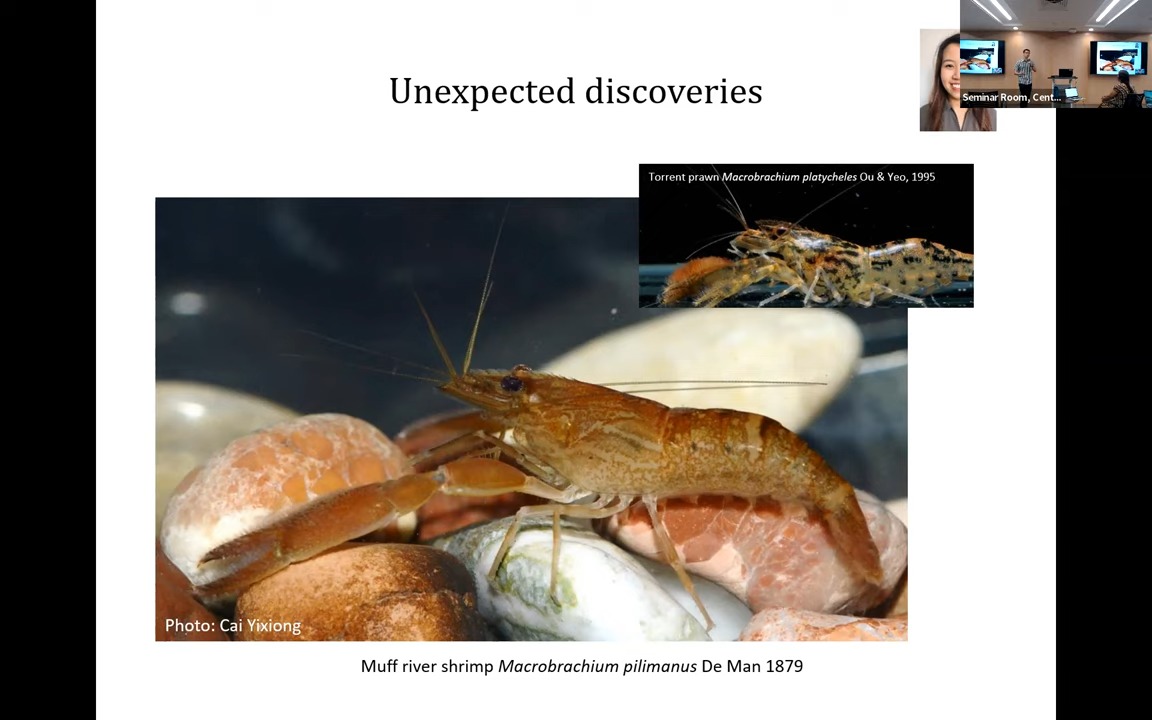 Unexpected discoveries
Seminar Room, Cent...
Torrent prawn Macrobrachium platycheles Ou & Yeo, 1995
Photo: Cai Yixiong
Muff river shrimp Macrobrachium pilimanus De Man 1879